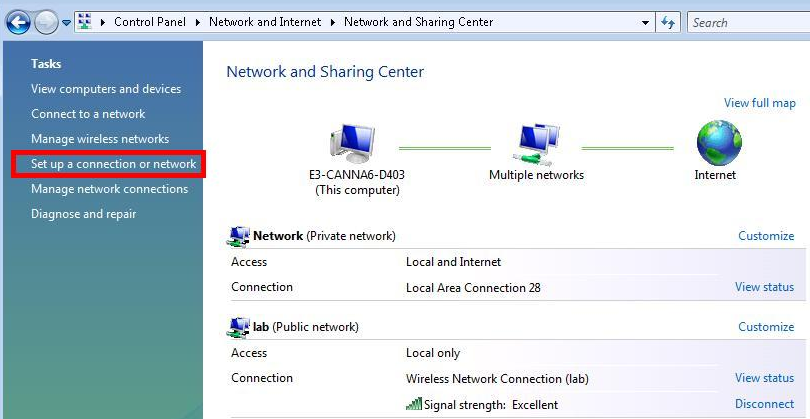 Control Panel Network and Internet Network and Sharing Center Search
Tasks
View computers and devices
Connect to a network
Manage wireless networks
Set up a connection or network
Manage network connections
Diagnose and repair
Network and Sharing Center
View full map
E3-CANNA6-D403
(This computer)
Multiple networks
Internet
Network (Private network) Customize
Access Local and Internet
Connection Local Area Connection 28 View status
lab (Public network) Customize
Access Local only
Connection Wireless Network Connection (lab) View status
Signal strength: Excellent Disconnect